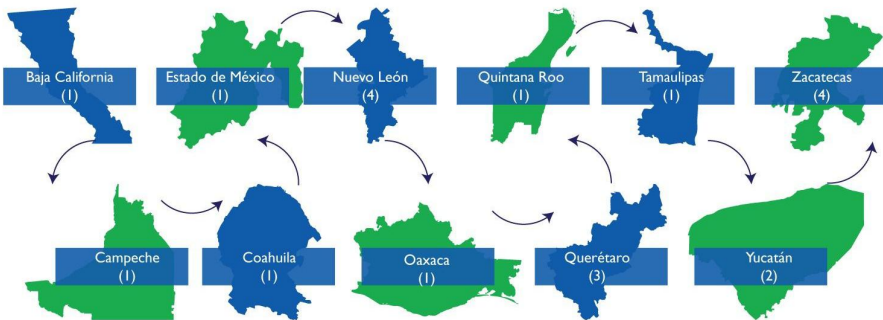 Baja California
(1)
Estado de México
(1)
Nuevo León
(4)
Quintana Roo
(1)
Tamaulipas
(1)
Zacatecas
(4)
Campeche
(1)
Coahuila
(1)
Oaxaca
(1)
Querétaro
(3)
Yucatán
(2)